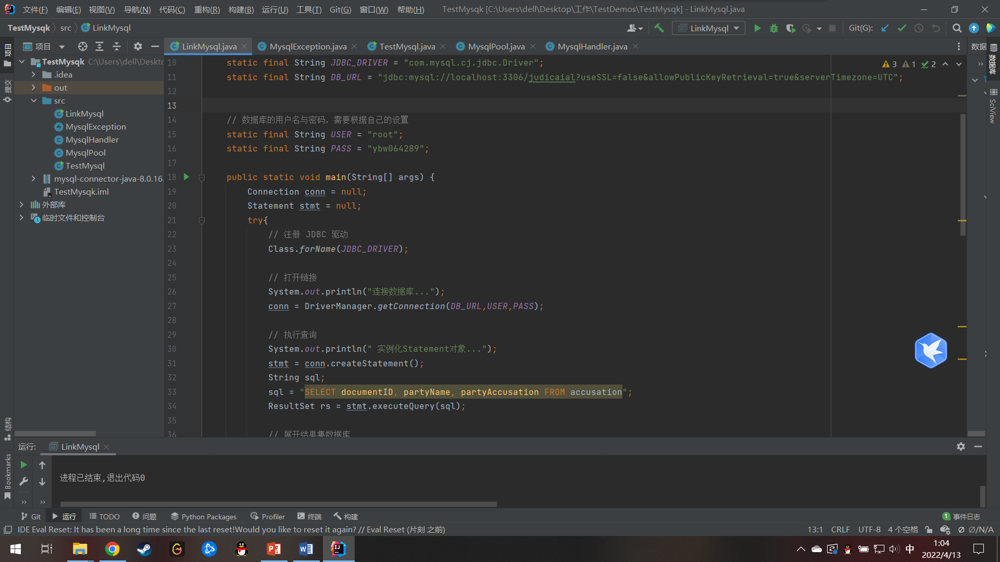 文件(F) 编辑(E) 视图(V) 导航(N) 代码(C) 重构(R) 构建(B) 运行(U) 工具(T) Git(G) 窗口(W) 帮助(H) TestMysqk [C:\Users\dell\Desktop\工作\TestDemos\TestMysqk] - LinkMysql.java
TestMysqk src LinkMysql LinkMysql Git(G):
项目 LinkMysql.java MysqlException.java TestMysql.java MysqlPool.java MysqlHandler.java 数据
项目
提交
结构
Bookmarks
TestMysqk C:\Users\dell\Deskto
.idea
out
src
LinkMysql
MysqlException
MysqlHandler
MysqlPool
TestMysql
mysql-connector-java-8.0.16.
TestMysqk.iml
外部库
临时文件和控制台
3 1 2
10 static final String JDBC_DRIVER = "com.mysql.cj.jdbc.Driver";
11 static final String DB_URL = "jdbc:mysql://localhost:3306/judicaial?useSSL=false&allowPublicKeyRetrieval=true&serverTimezone=UTC";
12
13
14 // 数据库的用户名与密码，需要根据自己的设置
15 static final String USER = "root";
16 static final String PASS = "ybw064289";
17
18 public static void main(String[] args) {
19 Connection conn = null;
20 Statement stmt = null;
21 try{
22 // 注册 JDBC 驱动
23 Class.forName(JDBC_DRIVER);
24
25 // 打开链接
26 System.out.println("连接数据库...");
27 conn = DriverManager.getConnection(DB_URL,USER,PASS);
28
29 // 执行查询
30 System.out.println(" 实例化Statement对象...");
31 stmt = conn.createStatement();
32 String sql;
33 sql = "SELECT documentID, partyName, partyAccusation FROM accusation";
34 ResultSet rs = stmt.executeQuery(sql);
35
36 // 展开结果集数据库
数据库
SciView
运行: LinkMysql
进程已结束,退出代码0
Git 运行 TODO 问题 Python Packages Profiler 终端 构建 1 事件日志
IDE Eval Reset: It has been a long time since the last reset!Would you like to reset it again? // Eval Reset (片刻 之前) 13:1 CRLF UTF-8 4 个空格 ∅/N/A
中 1:04
2022/4/13